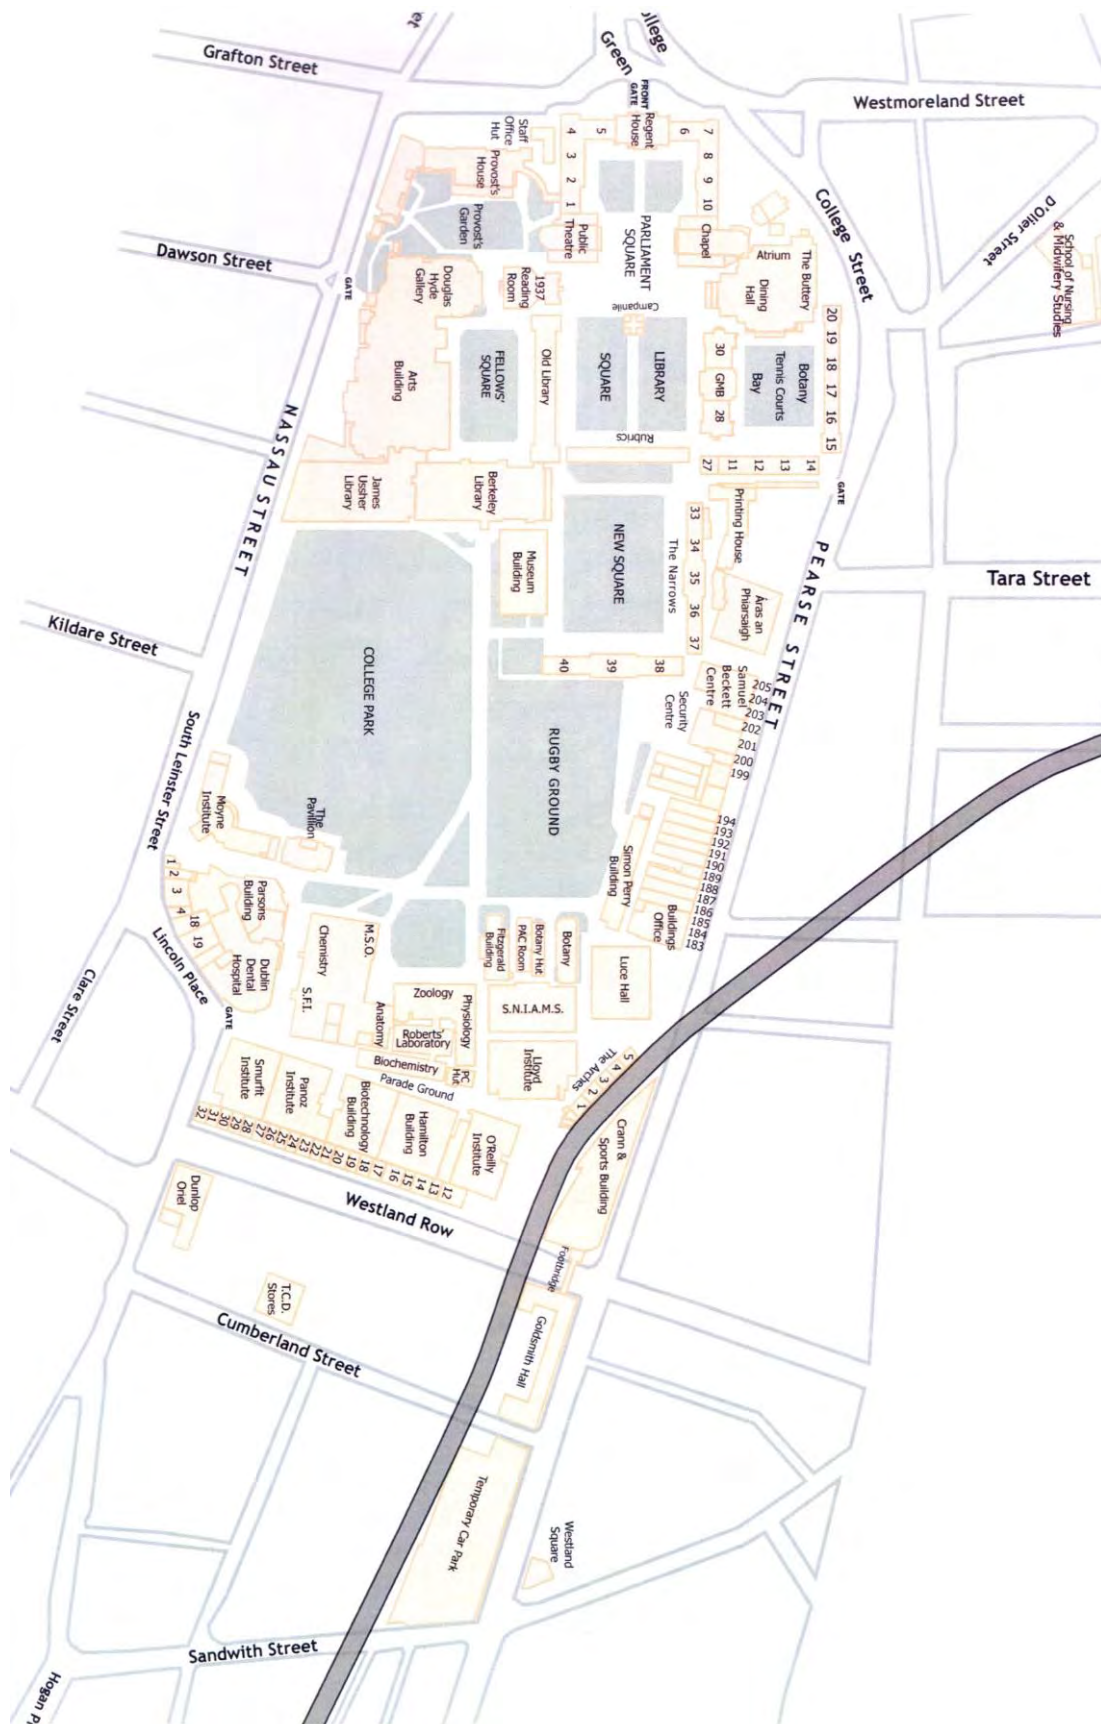 Grafton Street
College
Green
Westmoreland Street
FRONT
GATE
Staff
Office
Hut
4
5
Regent
House
6
7
3
8
2
9
1
10
Provost's
House
Provost's
Garden
Public
Theatre
PARLIAMENT
SQUARE
Chapel
College Street
D'Olier Street
School of Nursing
& Midwifery Studies
Atrium
The Buttery
Dining
Hall
Dawson Street
GATE
Douglas
Hyde
Gallery
1937
Reading
Room
Campanile
20
19
18
17
16
15
Arts
Building
FELLOWS'
SQUARE
Old Library
SQUARE
LIBRARY
30
GMB
28
Botany
Tennis Courts
Bay
Rubrics
NASSAU STREET
James
Ussher
Library
Berkeley
Library
27
11
12
13
14
GATE
Museum
Building
NEW SQUARE
The Narrows
33
34
35
36
37
Printing House
Áras an
Phiarsaigh
PEARSE STREET
Tara Street
Kildare Street
COLLEGE PARK
40
39
38
Security
Centre
Samuel
Beckett
Centre
205
204
203
202
201
200
199
South Leinster Street
RUGBY GROUND
Moyne
Institute
The
Pavillion
Simon Perry
Building
194
193
192
191
190
189
188
187
186
185
184
183
Buildings
Office
1
2
3
4
18
19
Parsons
Building
Dublin
Dental
Hospital
Lincoln Place
Clare Street
GATE
M.S.O.
Chemistry
S.F.I.
Fitzgerald
Building
Botany Hut
PAC Room
Botany
Luce Hall
Zoology
Physiology
Anatomy
Roberts'
Laboratory
S.N.I.A.M.S.
Biochemistry
PC
Hut
Lloyd
Institute
Parade Ground
The Arches
5
4
3
2
1
Smurfit
Institute
Panoz
Institute
Biotechnology
Building
Hamilton
Building
O'Reilly
Institute
Crann &
Sports Building
32
31
30
29
28
27
26
25
24
23
22
21
20
19
18
17
16
15
14
13
12
Westland Row
Dunlop
Oriel
Footbridge
T.C.D.
Stores
Goldsmith Hall
Cumberland Street
Temporary Car Park
Westland
Square
Sandwith Street
Hogan